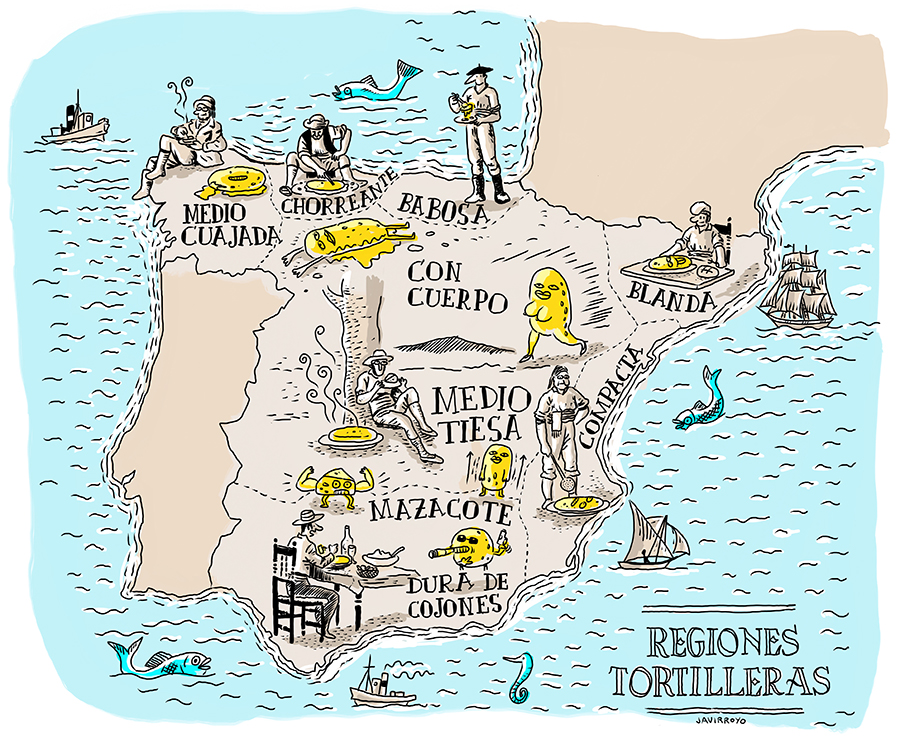 MEDIO
CUAJADA
CHORREANTE
BABOSA
CON
CUERPO
BLANDA
COMPACTA
MEDIO
TIESA
MAZACOTE
DURA DE
COJONES
REGIONES
TORTILLERAS
JAVIRROYO